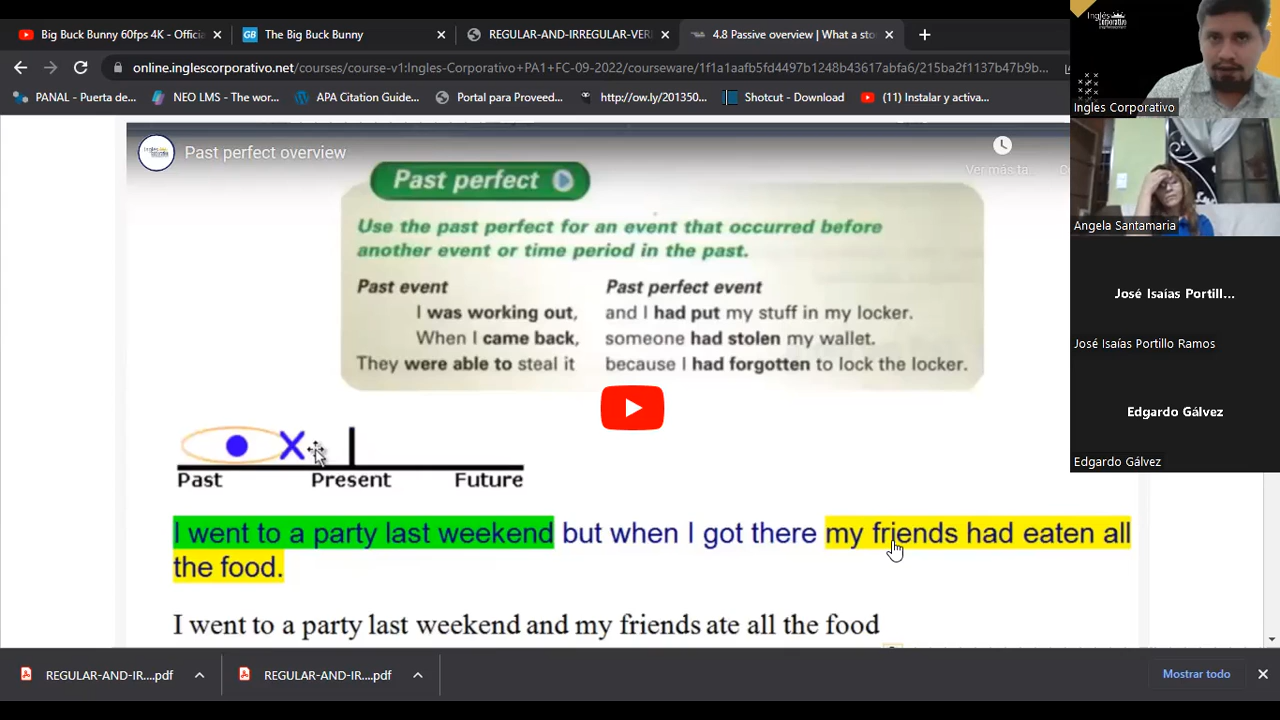 Big Buck Bunny 60fps 4K - Officia
The Big Buck Bunny
REGULAR-AND-IRREGULAR-VER
4.8 Passive overview | What a sto
online.inglescorporativo.net/courses/course-v1:Ingles-Corporativo+PA1+FC-09-2022/courseware/1f1a1aafb5fd4497b1248b43617abfa6/215ba2f1137b47b9b...
PANAL - Puerta de...
NEO LMS - The wor...
APA Citation Guide...
Portal para Proveed...
http://ow.ly/201350...
Shotcut - Download
(11) Instalar y activa...
Past perfect overview
Ver más ta
Past perfect
Use the past perfect for an event that occurred before
another event or time period in the past.
Past event Past perfect event
I was working out, and I had put my stuff in my locker.
When I came back, someone had stolen my wallet.
They were able to steal it because I had forgotten to lock the locker.
Past Present Future
I went to a party last weekend but when I got there my friends had eaten all
the food.
I went to a party last weekend and my friends ate all the food
REGULAR-AND-IR....pdf
REGULAR-AND-IR....pdf
Mostrar todo
Inglés
Corporativo
Ingles Corporativo
Angela Santamaria
José Isaías Portill...
José Isaías Portillo Ramos
Edgardo Gálvez
Edgardo Gálvez